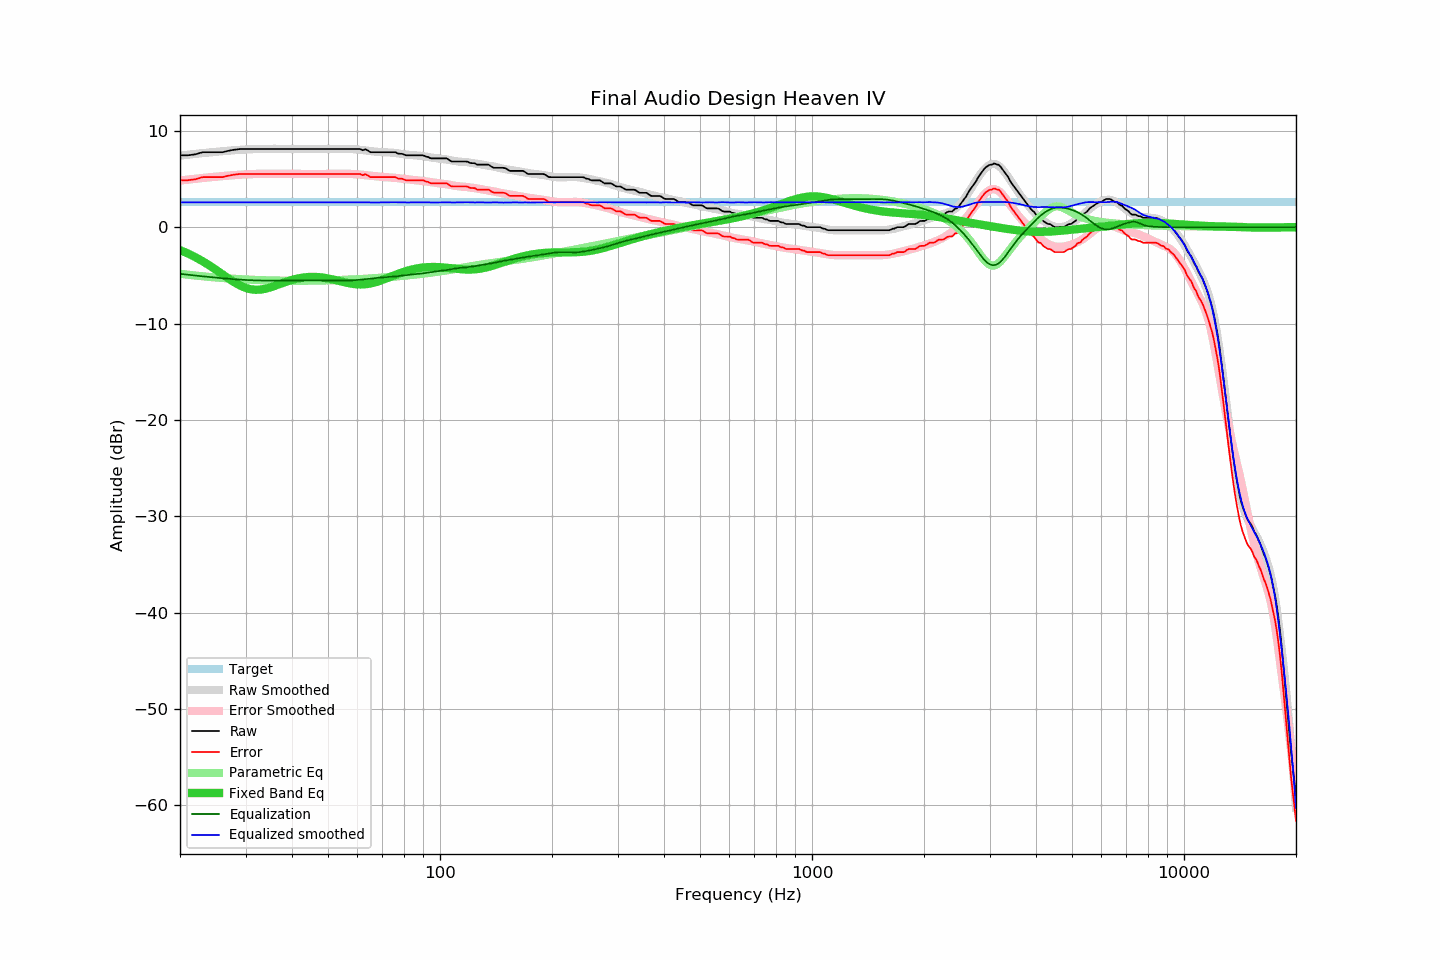 Final Audio Design Heaven IV
10
0
−10
−20
−30
−40
−50
−60
Amplitude (dBr)
Target
Raw Smoothed
Error Smoothed
Raw
Error
Parametric Eq
Fixed Band Eq
Equalization
Equalized smoothed
100 1000 10000
Frequency (Hz)